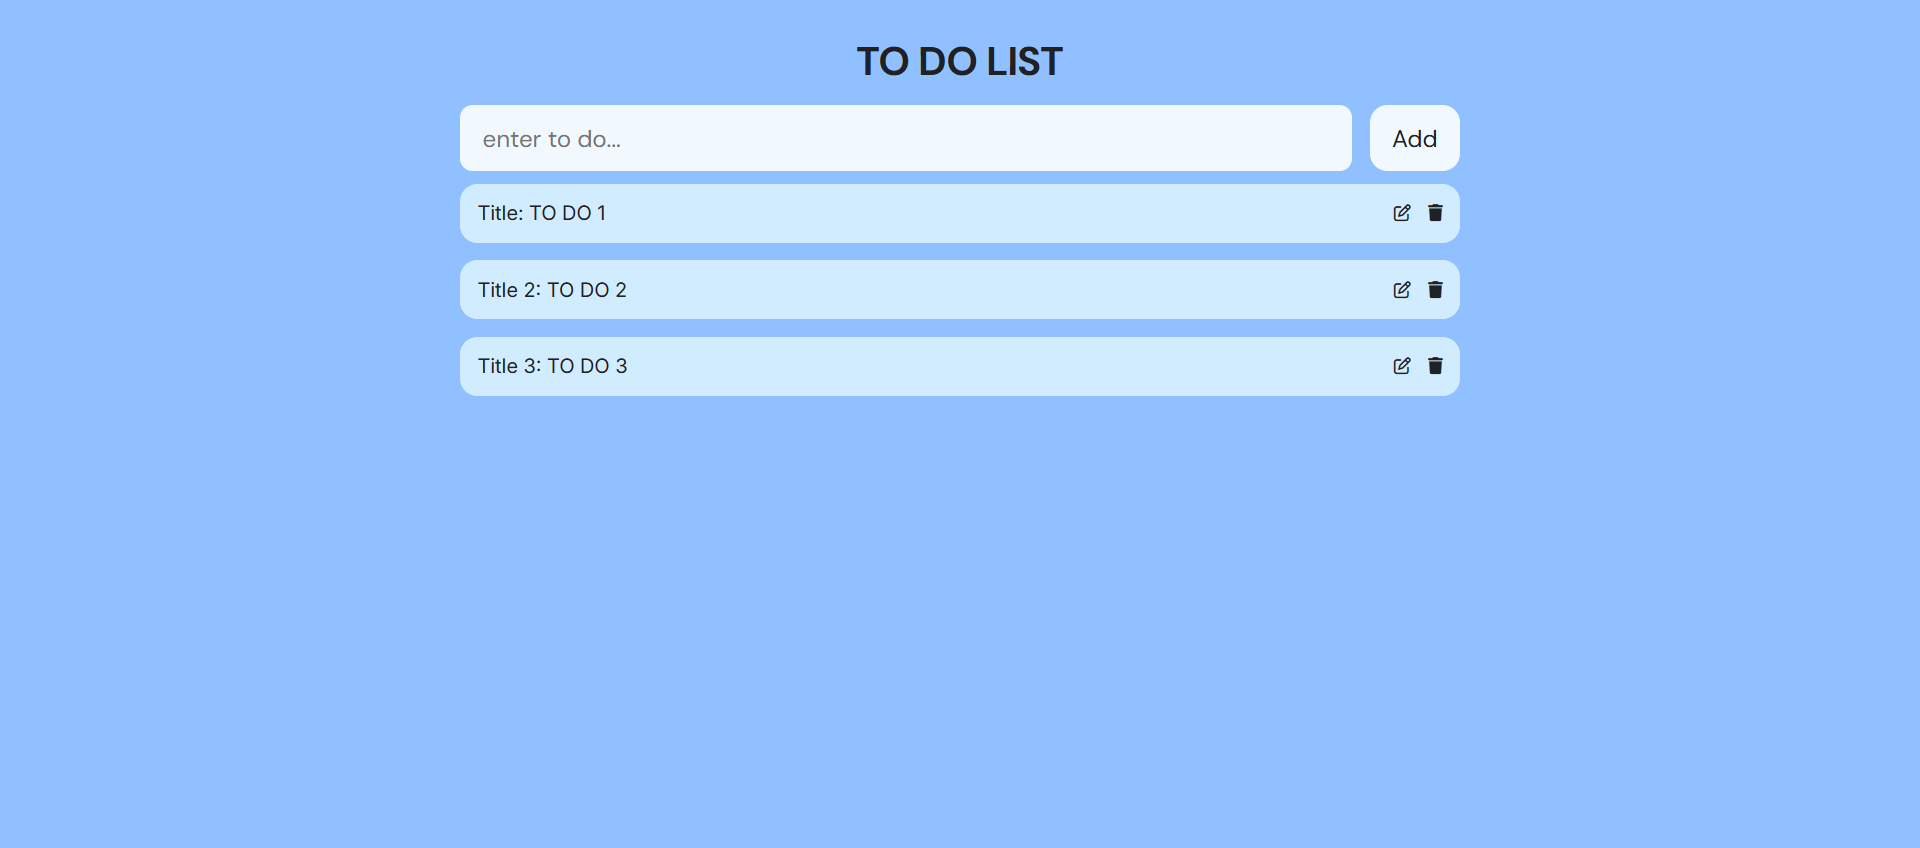 TO DO LIST
enter to do...
Add
Title: TO DO 1
Title 2: TO DO 2
Title 3: TO DO 3